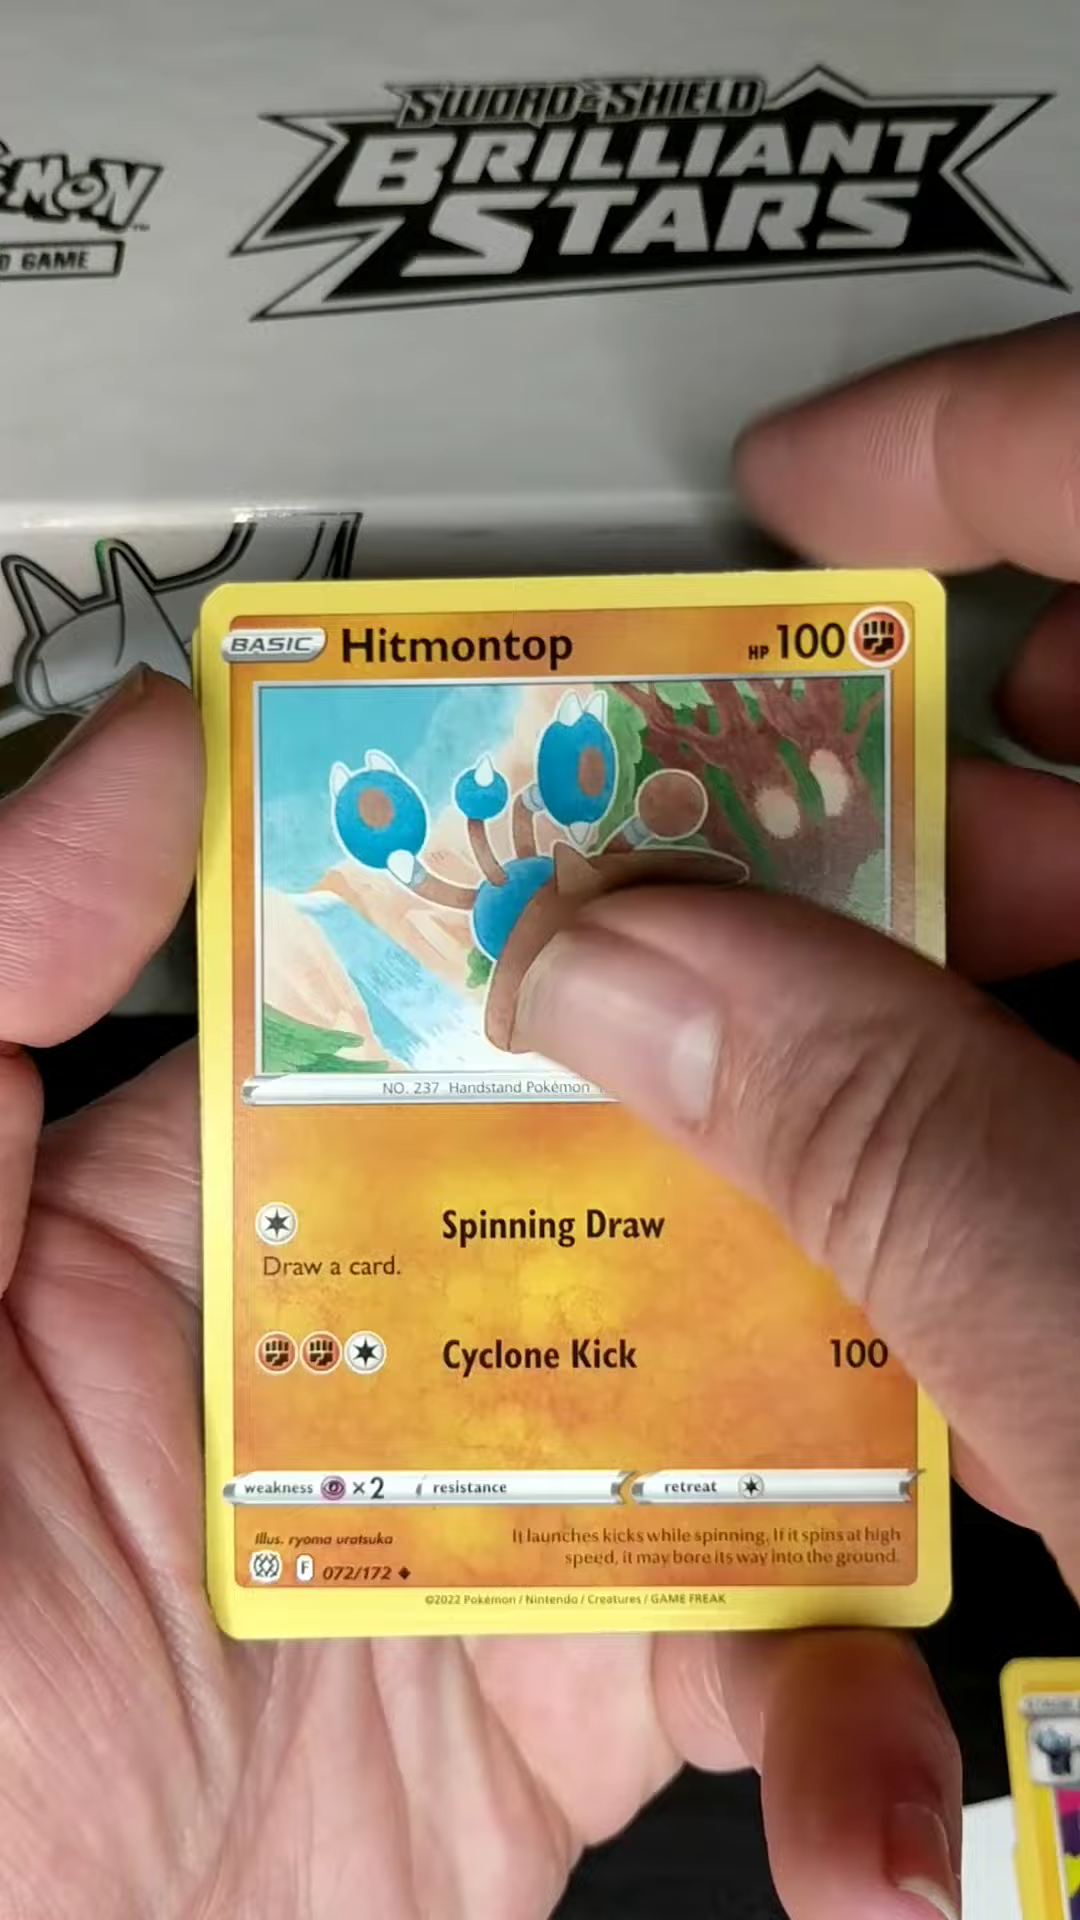 SWORD & SHIELD
BRILLIANT
STARS
D GAME
BASIC Hitmontop HP 100
NO. 237 Handstand Pokémon
Spinning Draw
Draw a card.
Cyclone Kick 100
weakness ×2 resistance retreat
Illus. ryoma uratsuka
It launches kicks while spinning. If it spins at high
speed, it may bore its way into the ground.
F 072/172
©2022 Pokémon / Nintendo / Creatures / GAME FREAK